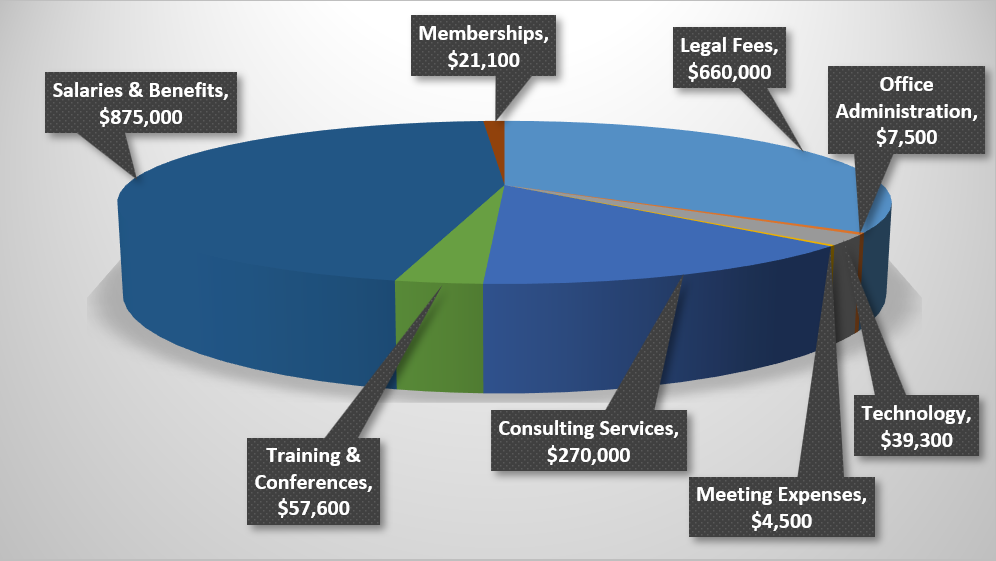 Memberships,
$21,100
Legal Fees,
$660,000
Office
Administration,
$7,500
Salaries & Benefits,
$875,000
Technology,
$39,300
Consulting Services,
$270,000
Training &
Conferences,
$57,600
Meeting Expenses,
$4,500